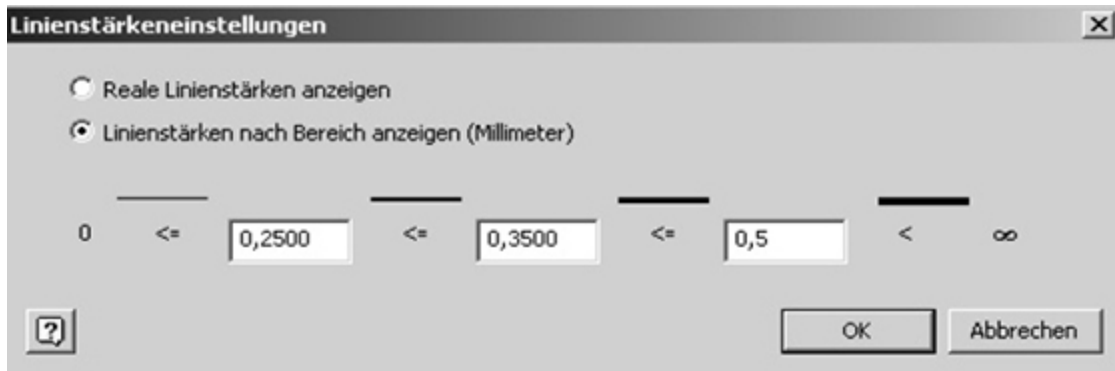 Linienstärkeneinstellungen
Reale Linienstärken anzeigen
Linienstärken nach Bereich anzeigen (Millimeter)
0 <= 0,2500 <= 0,3500 <= 0,5 < ∞
? OK Abbrechen